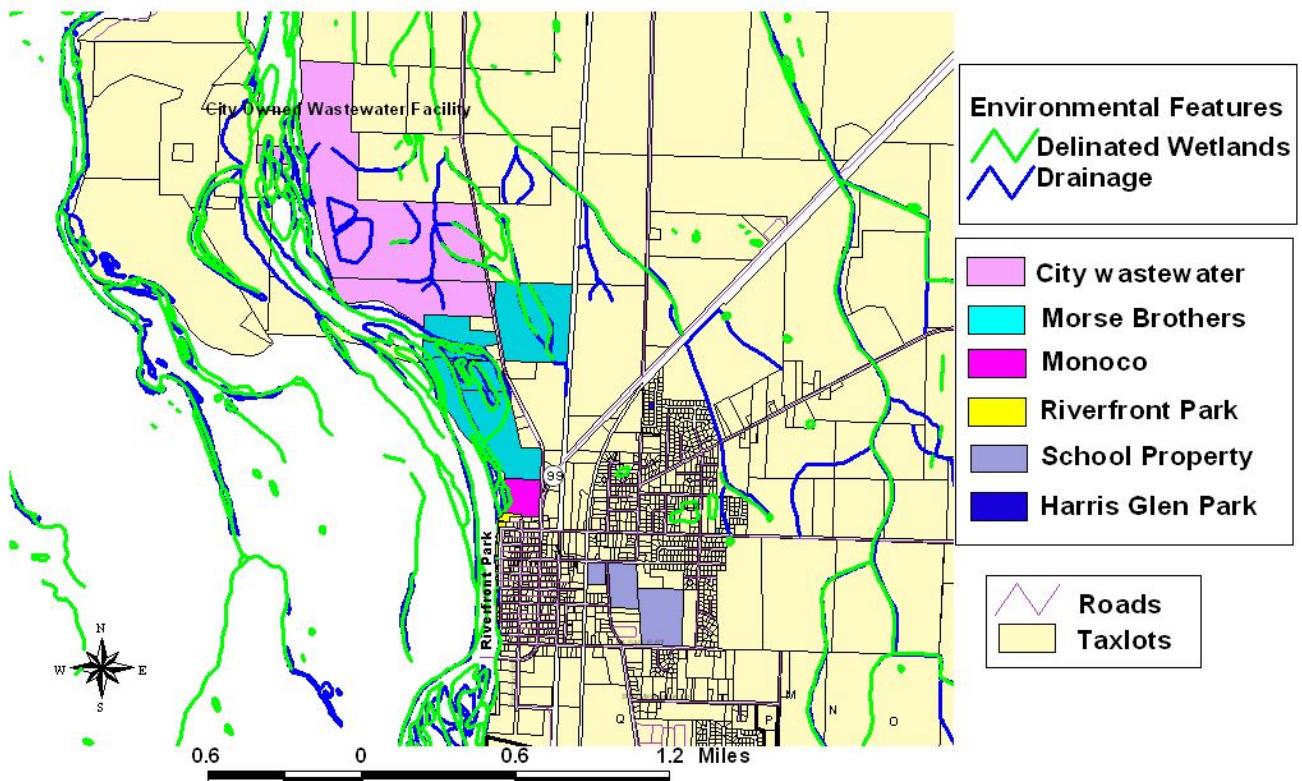 City Owned Wastewater Facility
99
Riverfront Park
N
W E
S
M
N
O
P
Q
0.6 0 0.6 1.2 Miles
Environmental Features
Delinated Wetlands
Drainage
City wastewater
Morse Brothers
Monoco
Riverfront Park
School Property
Harris Glen Park
Roads
Taxlots